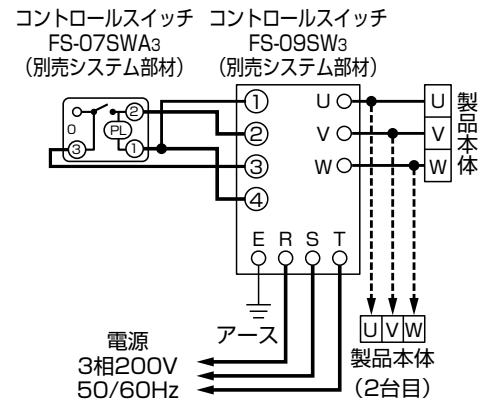 コントロールスイッチ
FS-07SWA3
（別売システム部材）
コントロールスイッチ
FS-09SW3
（別売システム部材）
0
PL
②
①
③
①
②
③
④
U
V
W
E R S T
U
V
W
製品本体
アース
電源
3相200V
50/60Hz
U V W
製品本体
（2台目）